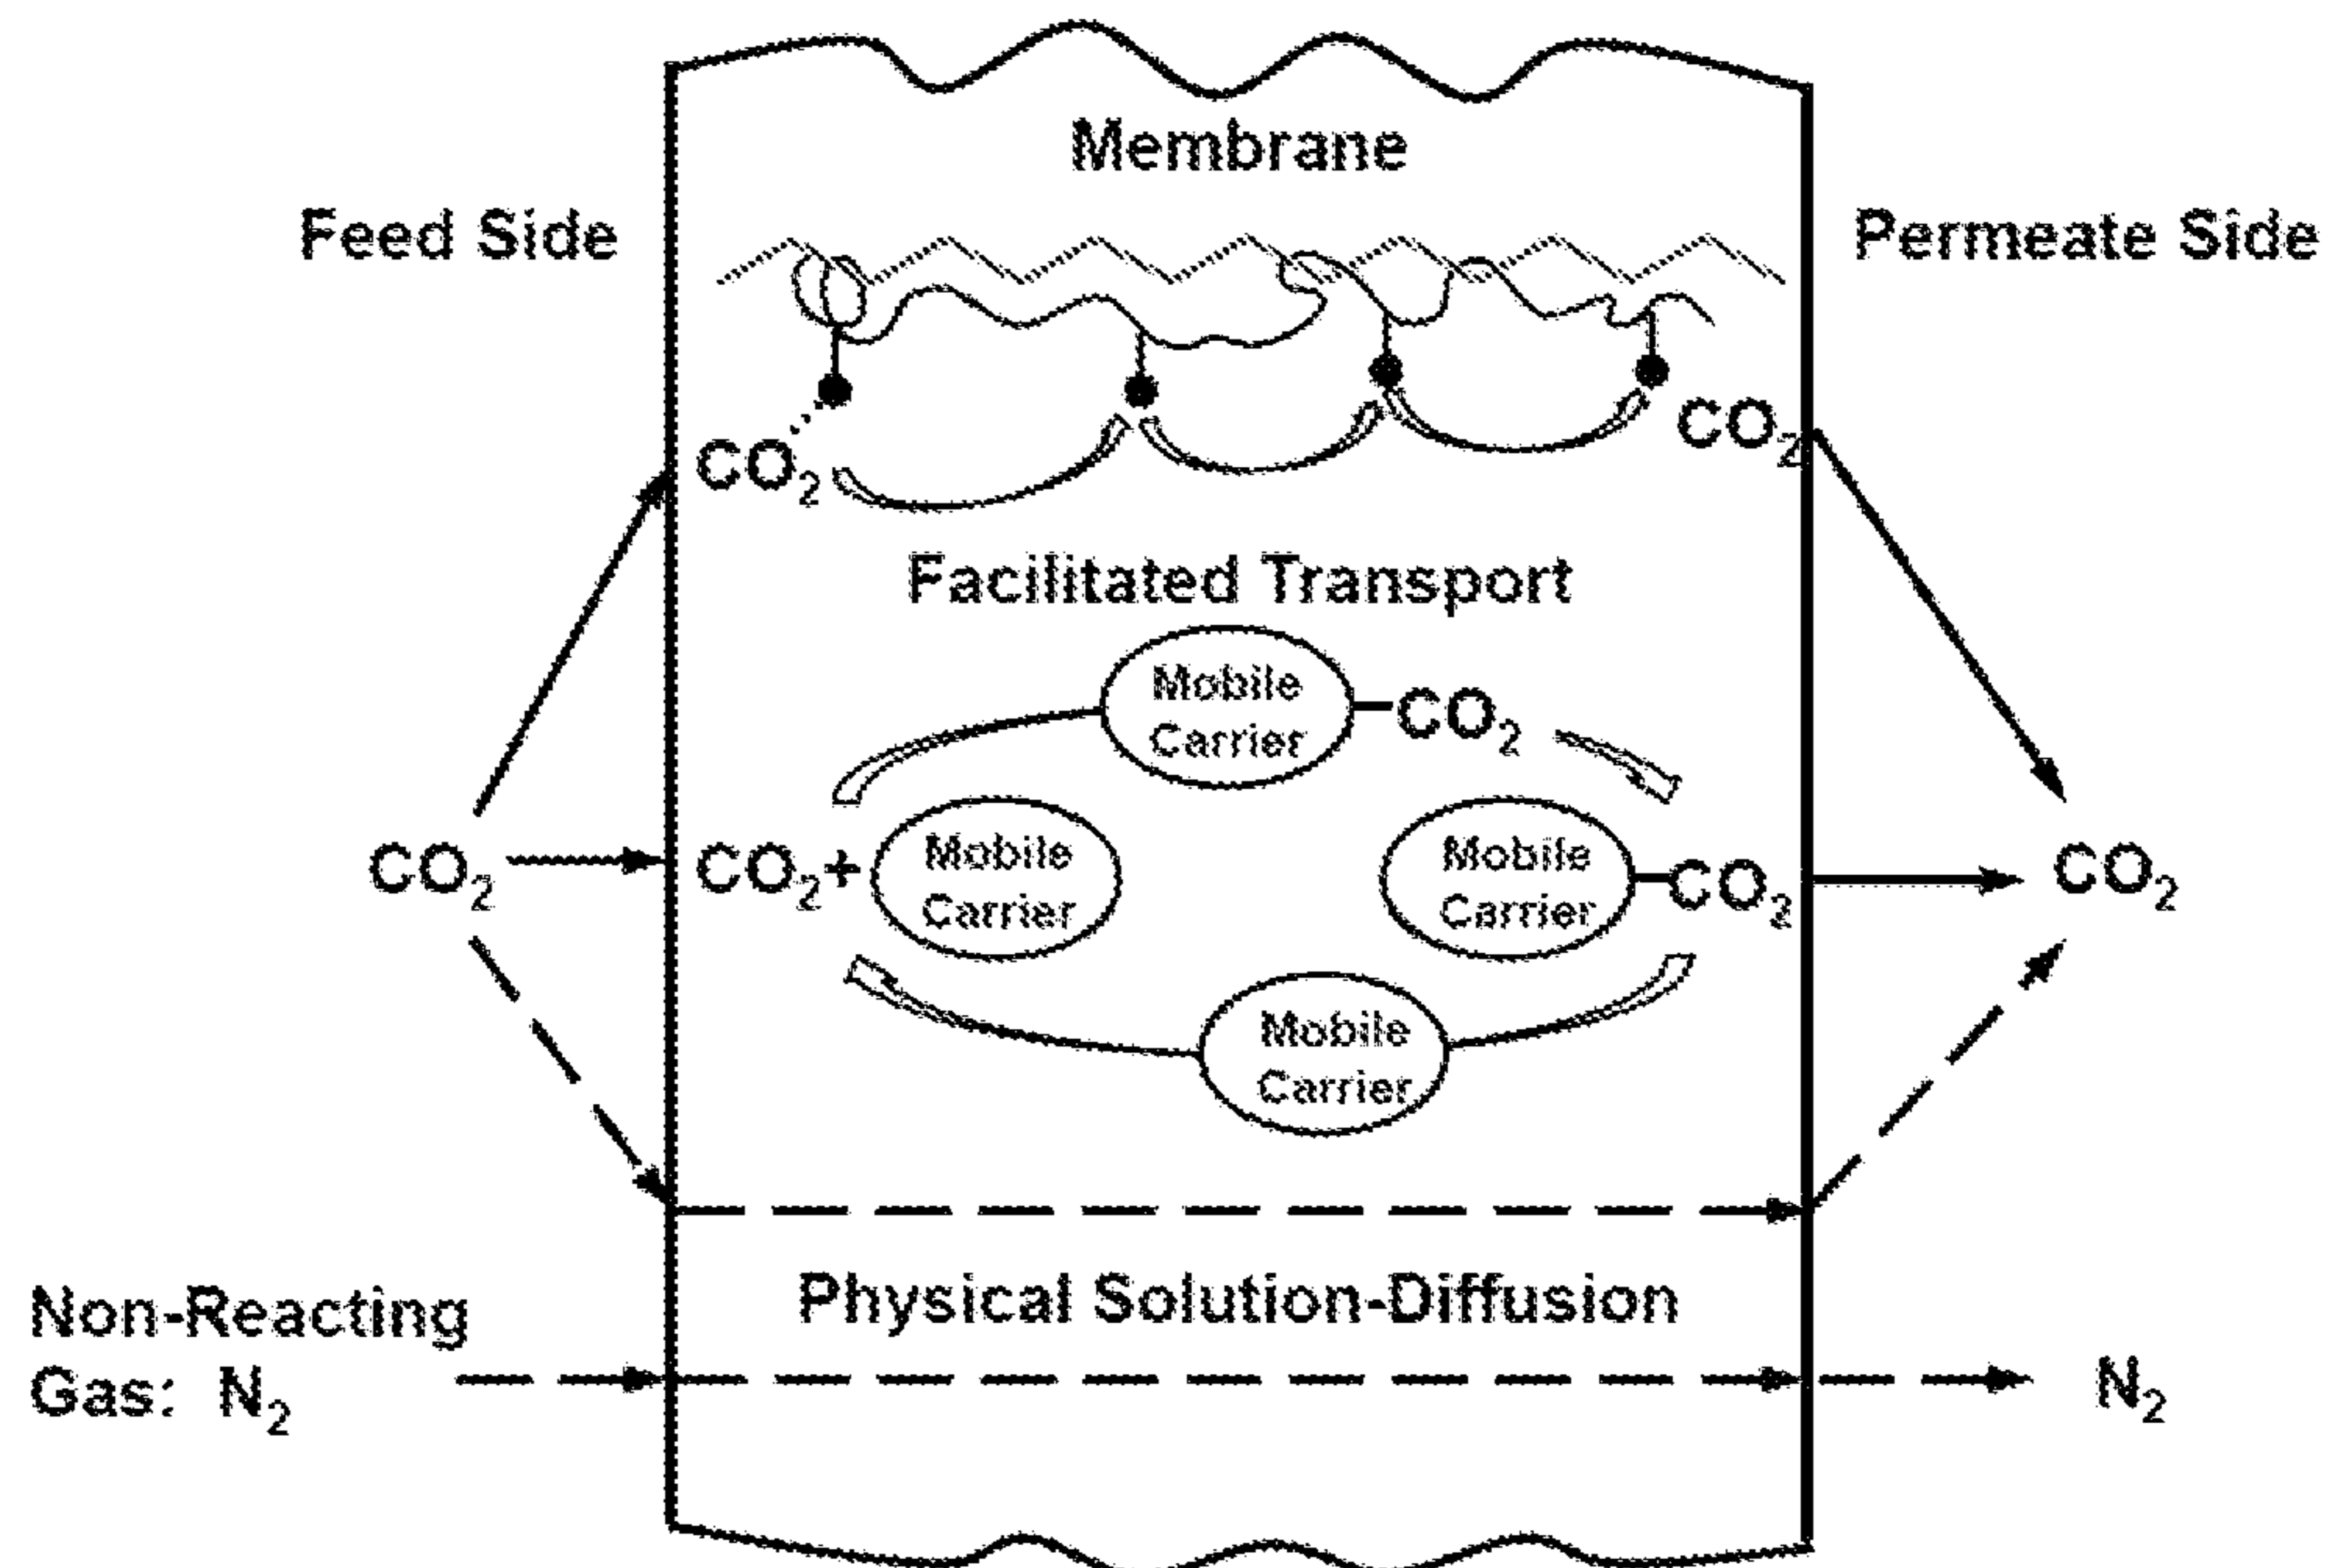 Membrane
Feed Side
Permeate Side
CO₂
CO₂
Facilitated Transport
Mobile
Carrier
CO₂
CO₂
CO₂+
Mobile
Carrier
Mobile
Carrier
CO₂
CO₂
Mobile
Carrier
Physical Solution-Diffusion
Non-Reacting
Gas: N₂
N₂